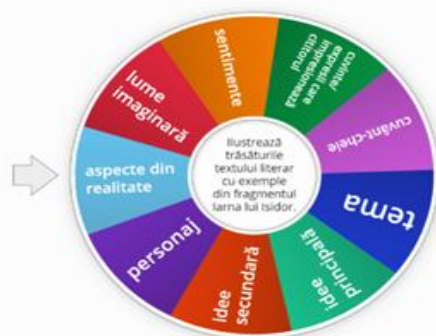 sentimente
cuvinte/
expresii care
impresionează
cititorul
cuvânt-cheie
tema
idee
principală
idee
secundară
personaj
aspecte din
realitate
lume
imaginară
Ilustrează
trăsăturile
textului literar
cu exemple
din fragmentul
Iarna lui Isidor.